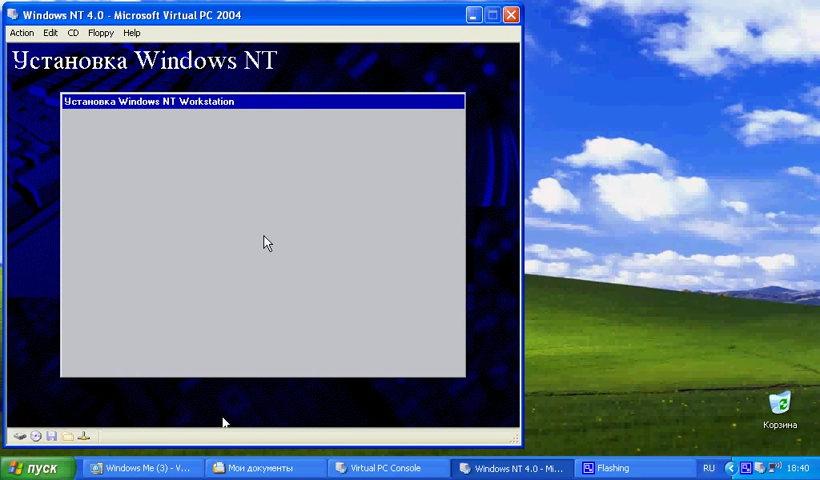 Windows NT 4.0 - Microsoft Virtual PC 2004
Action Edit CD Floppy Help
Установка Windows NT
Установка Windows NT Workstation
Корзина
пуск
Windows Me (3) - V...
Мои документы
Virtual PC Console
Windows NT 4.0 - Mi...
Flashing
RU
18:40